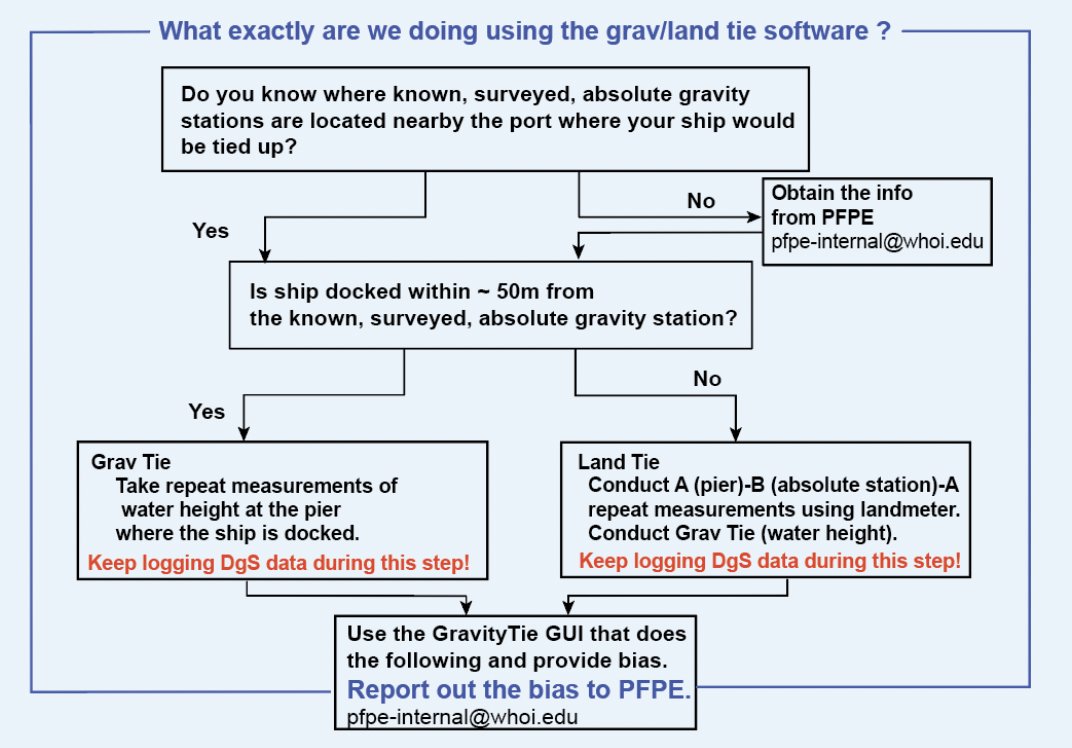 What exactly are we doing using the grav/land tie software ?
Do you know where known, surveyed, absolute gravity
stations are located nearby the port where your ship would
be tied up?
No
Obtain the info
from PFPE
pfpe-internal@whoi.edu
Yes
Is ship docked within ~ 50m from
the known, surveyed, absolute gravity station?
No
Yes
Grav Tie
Take repeat measurements of
water height at the pier
where the ship is docked.
Keep logging DgS data during this step!
Land Tie
Conduct A (pier)-B (absolute station)-A
repeat measurements using landmeter.
Conduct Grav Tie (water height).
Keep logging DgS data during this step!
Use the GravityTie GUI that does
the following and provide bias.
Report out the bias to PFPE.
pfpe-internal@whoi.edu